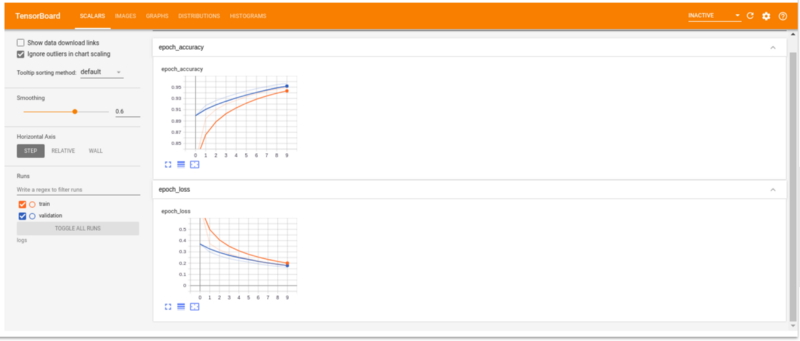 TensorBoard SCALARS IMAGES GRAPHS DISTRIBUTIONS HISTOGRAMS INACTIVE
Show data download links
Ignore outliers in chart scaling
Tooltip sorting method: default
Smoothing
0.6
Horizontal Axis
STEP RELATIVE WALL
Runs
Write a regex to filter runs
train
validation
TOGGLE ALL RUNS
logs
epoch_accuracy
epoch_accuracy
0.95
0.93
0.91
0.89
0.87
0.85
0 1 2 3 4 5 6 7 8 9
epoch_loss
epoch_loss
0.5
0.4
0.3
0.2
0.1
0
0 1 2 3 4 5 6 7 8 9